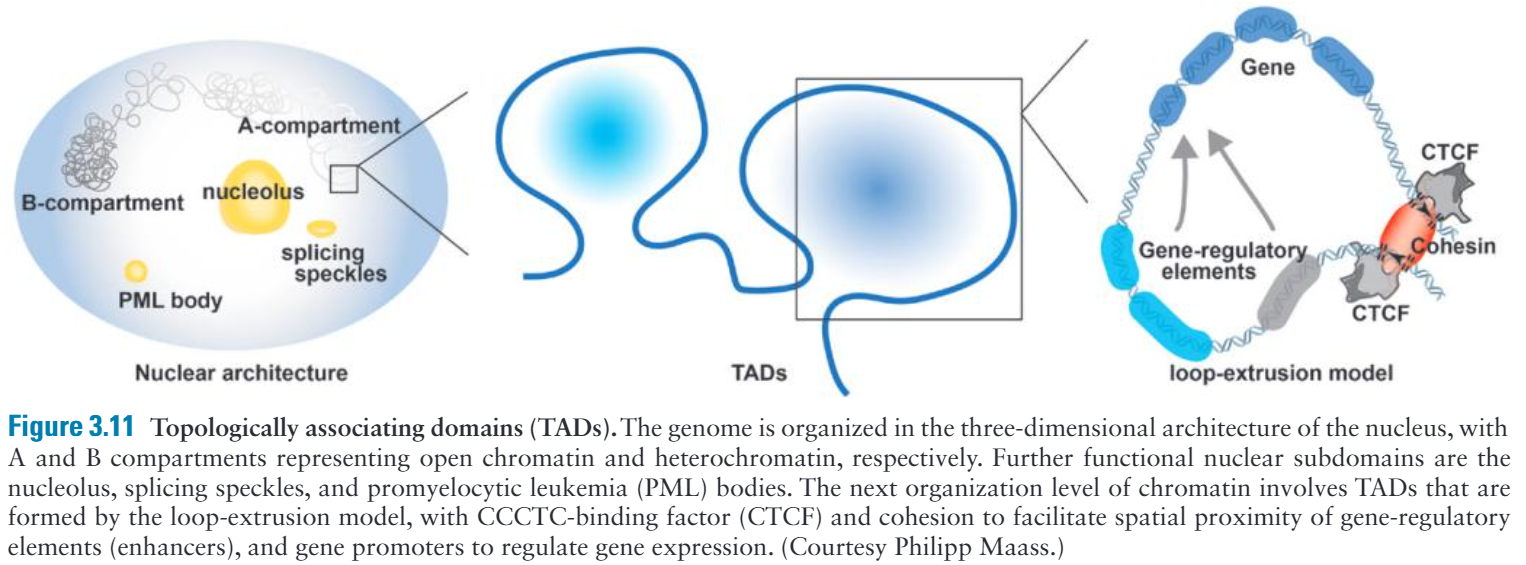 Gene
CTCF
A-compartment
nucleolus
B-compartment
Gene-regulatory
elements
Cohesin
splicing
speckles
PML body
CTCF
Nuclear architecture
TADs
loop-extrusion model
Figure 3.11 Topologically associating domains (TADs). The genome is organized in the three-dimensional architecture of the nucleus, with
A and B compartments representing open chromatin and heterochromatin, respectively. Further functional nuclear subdomains are the
nucleolus, splicing speckles, and promyelocytic leukemia (PML) bodies. The next organization level of chromatin involves TADs that are
formed by the loop-extrusion model, with CCCTC-binding factor (CTCF) and cohesion to facilitate spatial proximity of gene-regulatory
elements (enhancers), and gene promoters to regulate gene expression. (Courtesy Philipp Maass.)